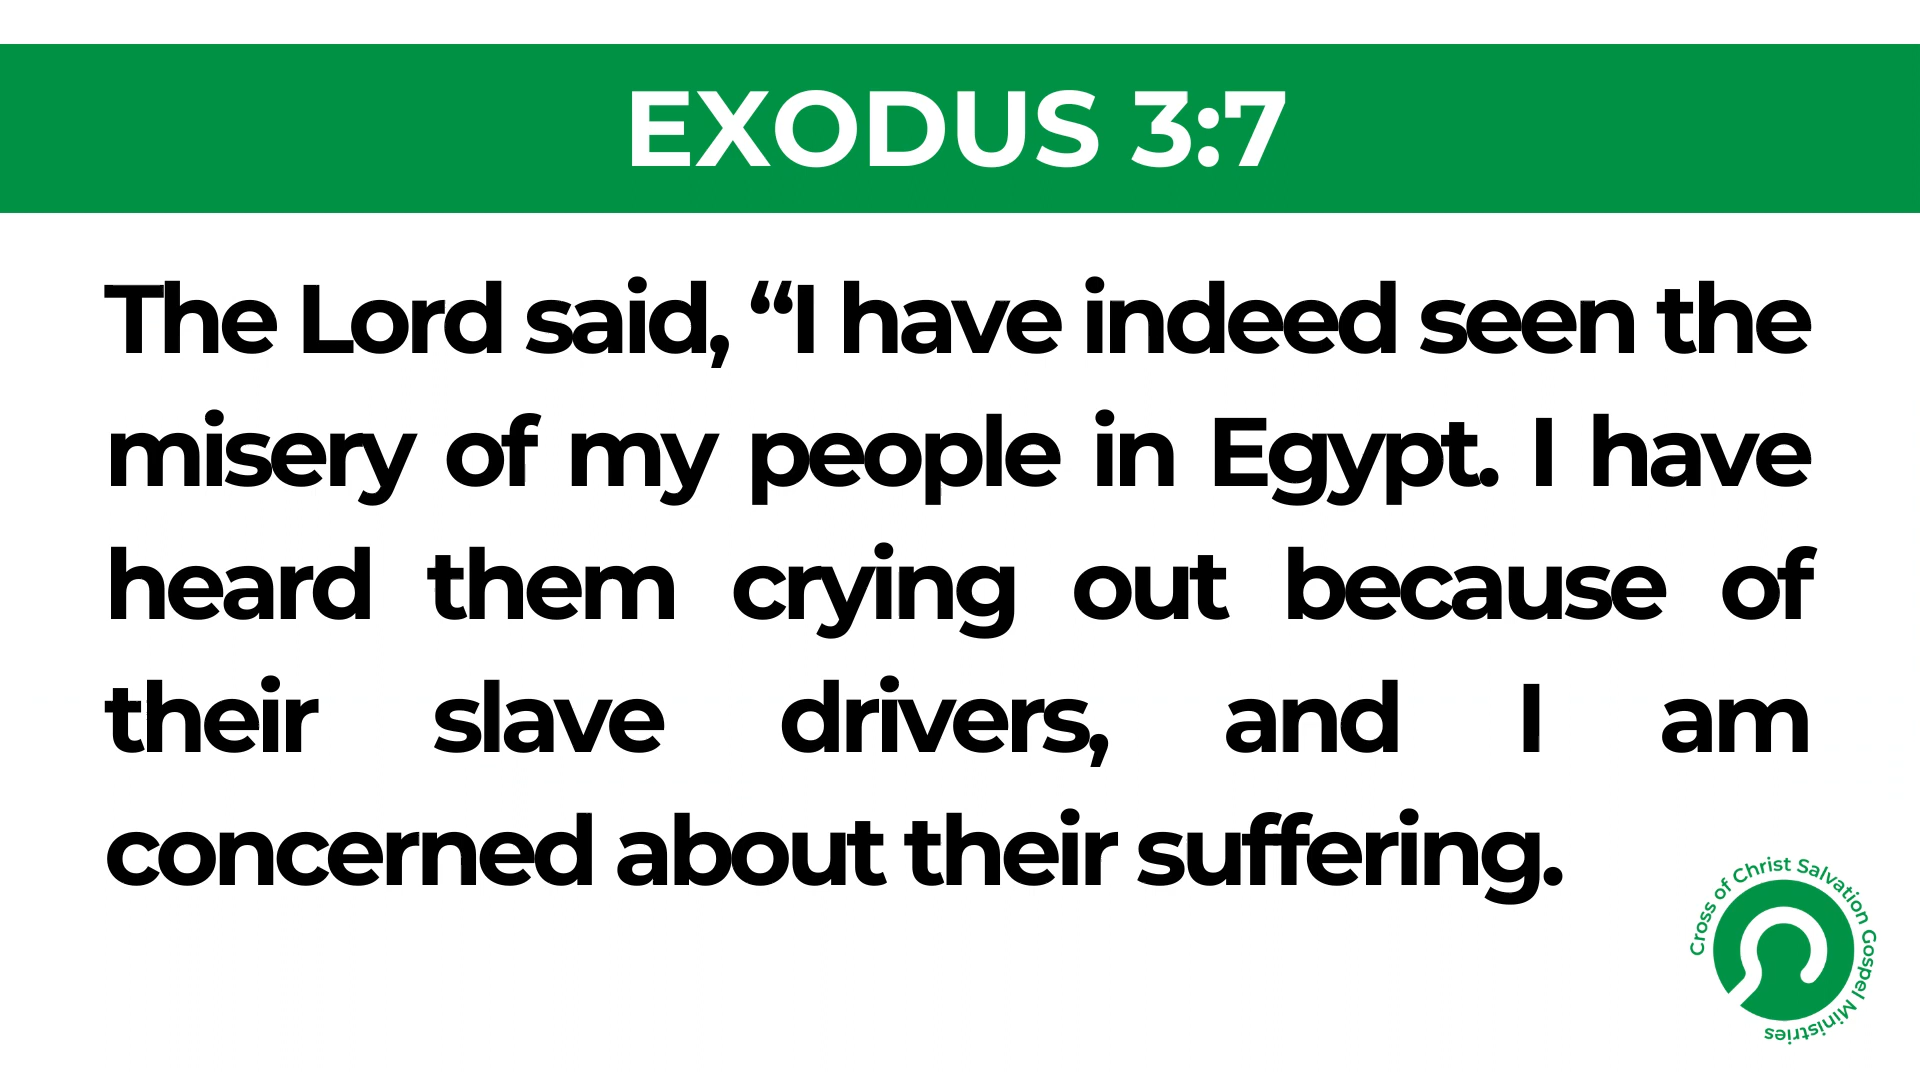 EXODUS 3:7
The Lord said, “I have indeed seen the
misery of my people in Egypt. I have
heard them crying out because of
their slave drivers, and I am
concerned about their suffering.
Cross of Christ Salvation Gospel Ministries